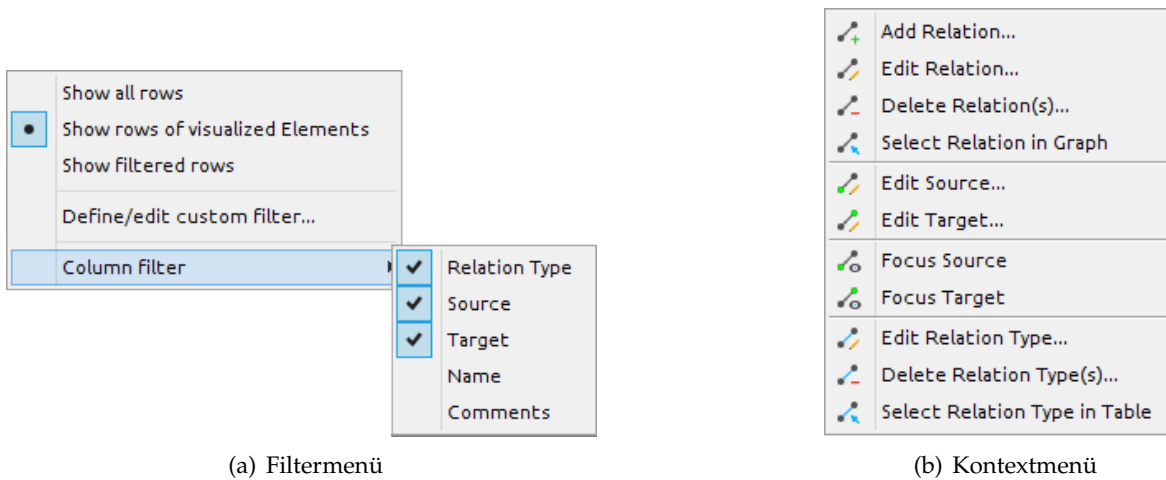 Show all rows
Show rows of visualized Elements
Show filtered rows
Define/edit custom filter...
Column filter
Relation Type
Source
Target
Name
Comments
(a) Filtermenü
Add Relation...
Edit Relation...
Delete Relation(s)...
Select Relation in Graph
Edit Source...
Edit Target...
Focus Source
Focus Target
Edit Relation Type...
Delete Relation Type(s)...
Select Relation Type in Table
(b) Kontextmenü